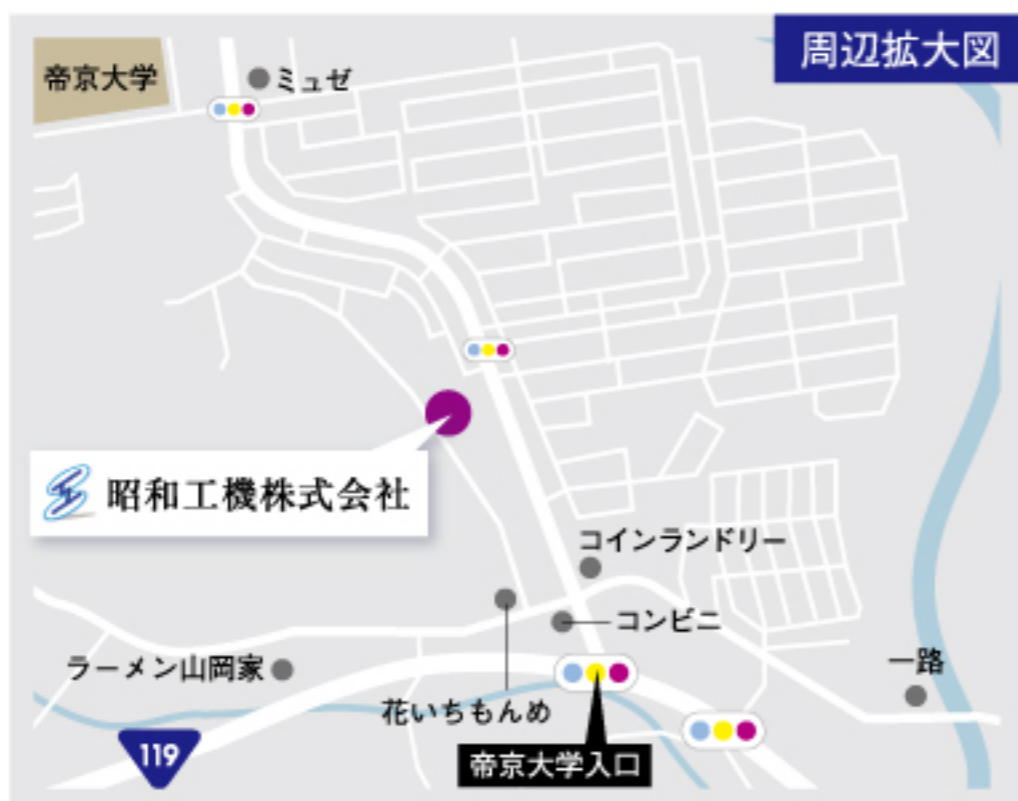 周辺拡大図
帝京大学
ミュゼ
昭和工機株式会社
コインランドリー
コンビニ
ラーメン山岡家
一路
花いちもんめ
119
帝京大学入口